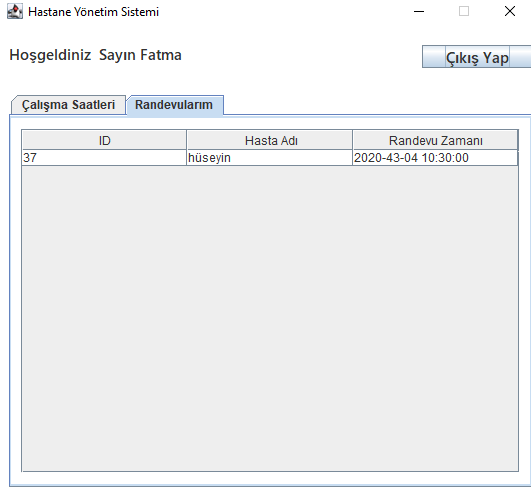 Hastane Yönetim Sistemi
Hoşgeldiniz Sayın Fatma
Çıkış Yap
Çalışma Saatleri Randevularım
ID Hasta Adı Randevu Zamanı
37 hüseyin 2020-43-04 10:30:00